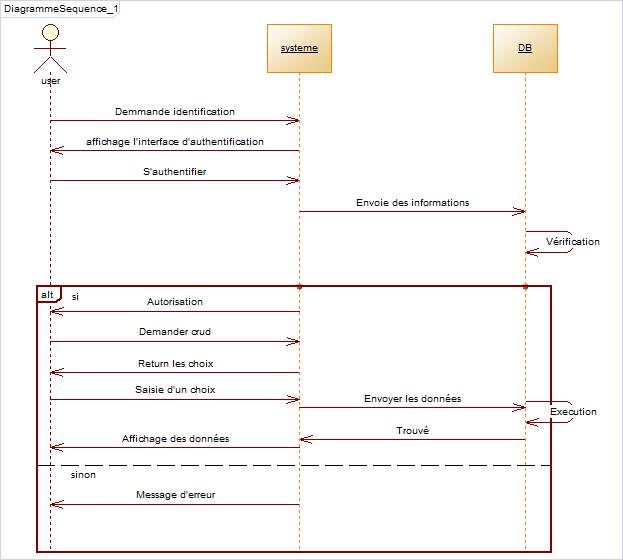 DiagrammeSequence_1
user
systeme
DB
Demmande identification
affichage l'interface d'authentification
S'authentifier
Envoie des informations
Vérification
alt
si
Autorisation
Demander crud
Return les choix
Saisie d'un choix
Envoyer les données
Execution
Trouvé
Affichage des données
sinon
Message d'erreur